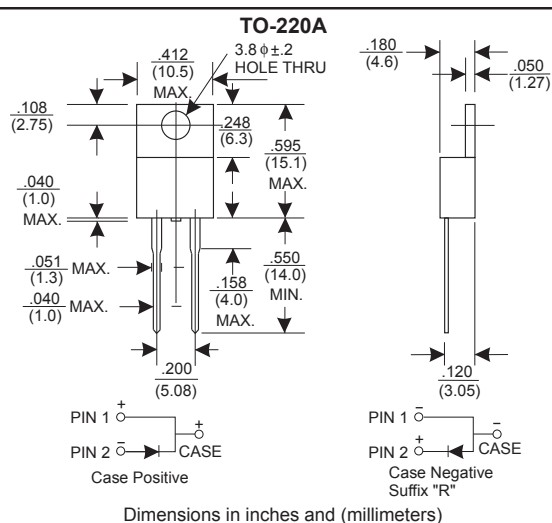 TO-220A
.412
(10.5)
MAX.
3.8 ϕ±.2
HOLE THRU
.108
(2.75)
.248
(6.3)
.595
(15.1)
MAX.
.040
(1.0)
MAX.
.051
(1.3)
MAX.
.040
(1.0)
MAX.
.158
(4.0)
MAX.
.550
(14.0)
MIN.
.200
(5.08)
.180
(4.6)
.050
(1.27)
.120
(3.05)
PIN 1 +
PIN 2 −
+
CASE
Case Positive
PIN 1 −
PIN 2 +
−
CASE
Case Negative
Suffix "R"
Dimensions in inches and (millimeters)